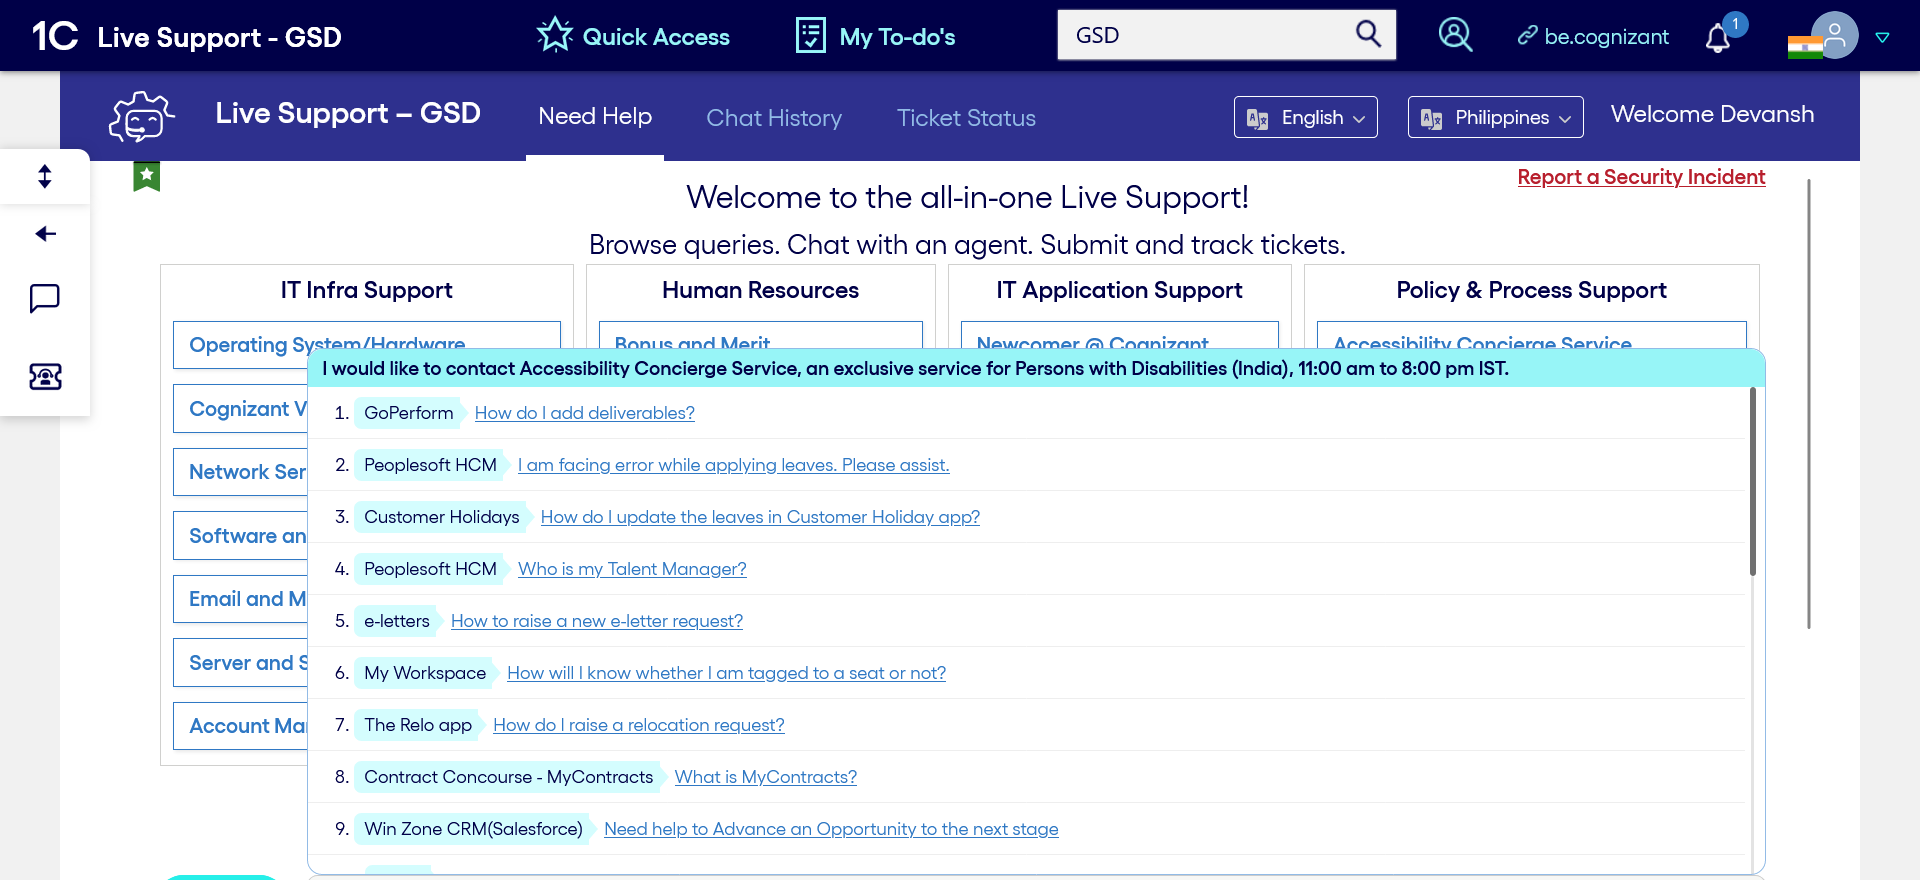 1C Live Support - GSD
Quick Access
My To-do's
GSD
be.cognizant
1
Live Support – GSD
Need Help
Chat History
Ticket Status
English
Philippines
Welcome Devansh
Report a Security Incident
Welcome to the all-in-one Live Support!
Browse queries. Chat with an agent. Submit and track tickets.
IT Infra Support
Human Resources
IT Application Support
Policy & Process Support
Operating System/Hardware
Bonus and Merit
Newcomer @ Cognizant
Accessibility Concierge Service
I would like to contact Accessibility Concierge Service, an exclusive service for Persons with Disabilities (India), 11:00 am to 8:00 pm IST.
Cognizant V
Network Ser
Software an
Email and M
Server and S
Account Ma
1. GoPerform How do I add deliverables?
2. Peoplesoft HCM I am facing error while applying leaves. Please assist.
3. Customer Holidays How do I update the leaves in Customer Holiday app?
4. Peoplesoft HCM Who is my Talent Manager?
5. e-letters How to raise a new e-letter request?
6. My Workspace How will I know whether I am tagged to a seat or not?
7. The Relo app How do I raise a relocation request?
8. Contract Concourse - MyContracts What is MyContracts?
9. Win Zone CRM(Salesforce) Need help to Advance an Opportunity to the next stage